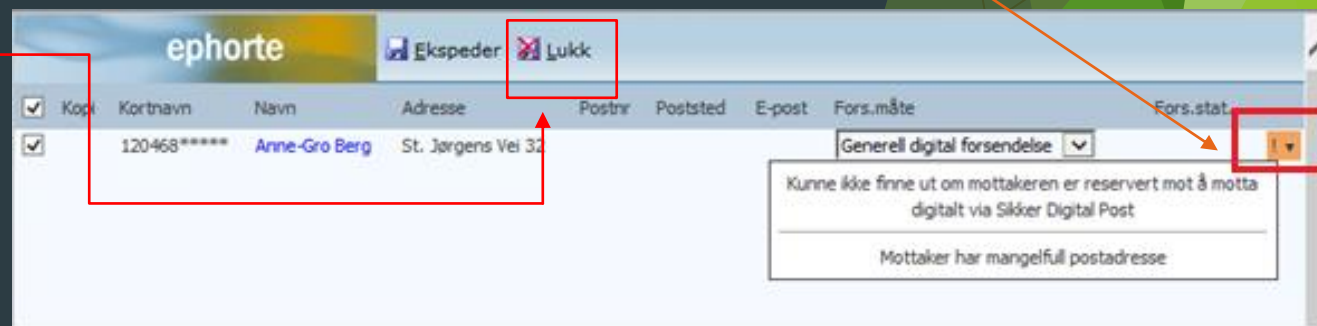 ephorte Ekspeder Lukk
Kopi Kortnavn Navn Adresse Postnr Poststed E-post Fors.måte Fors.stat.
120468***** Anne-Gro Berg St. Jørgens Vei 32 Generell digital forsendelse !
Kunne ikke finne ut om mottakeren er reservert mot å motta
digitalt via Sikker Digital Post
Mottaker har mangelfull postadresse